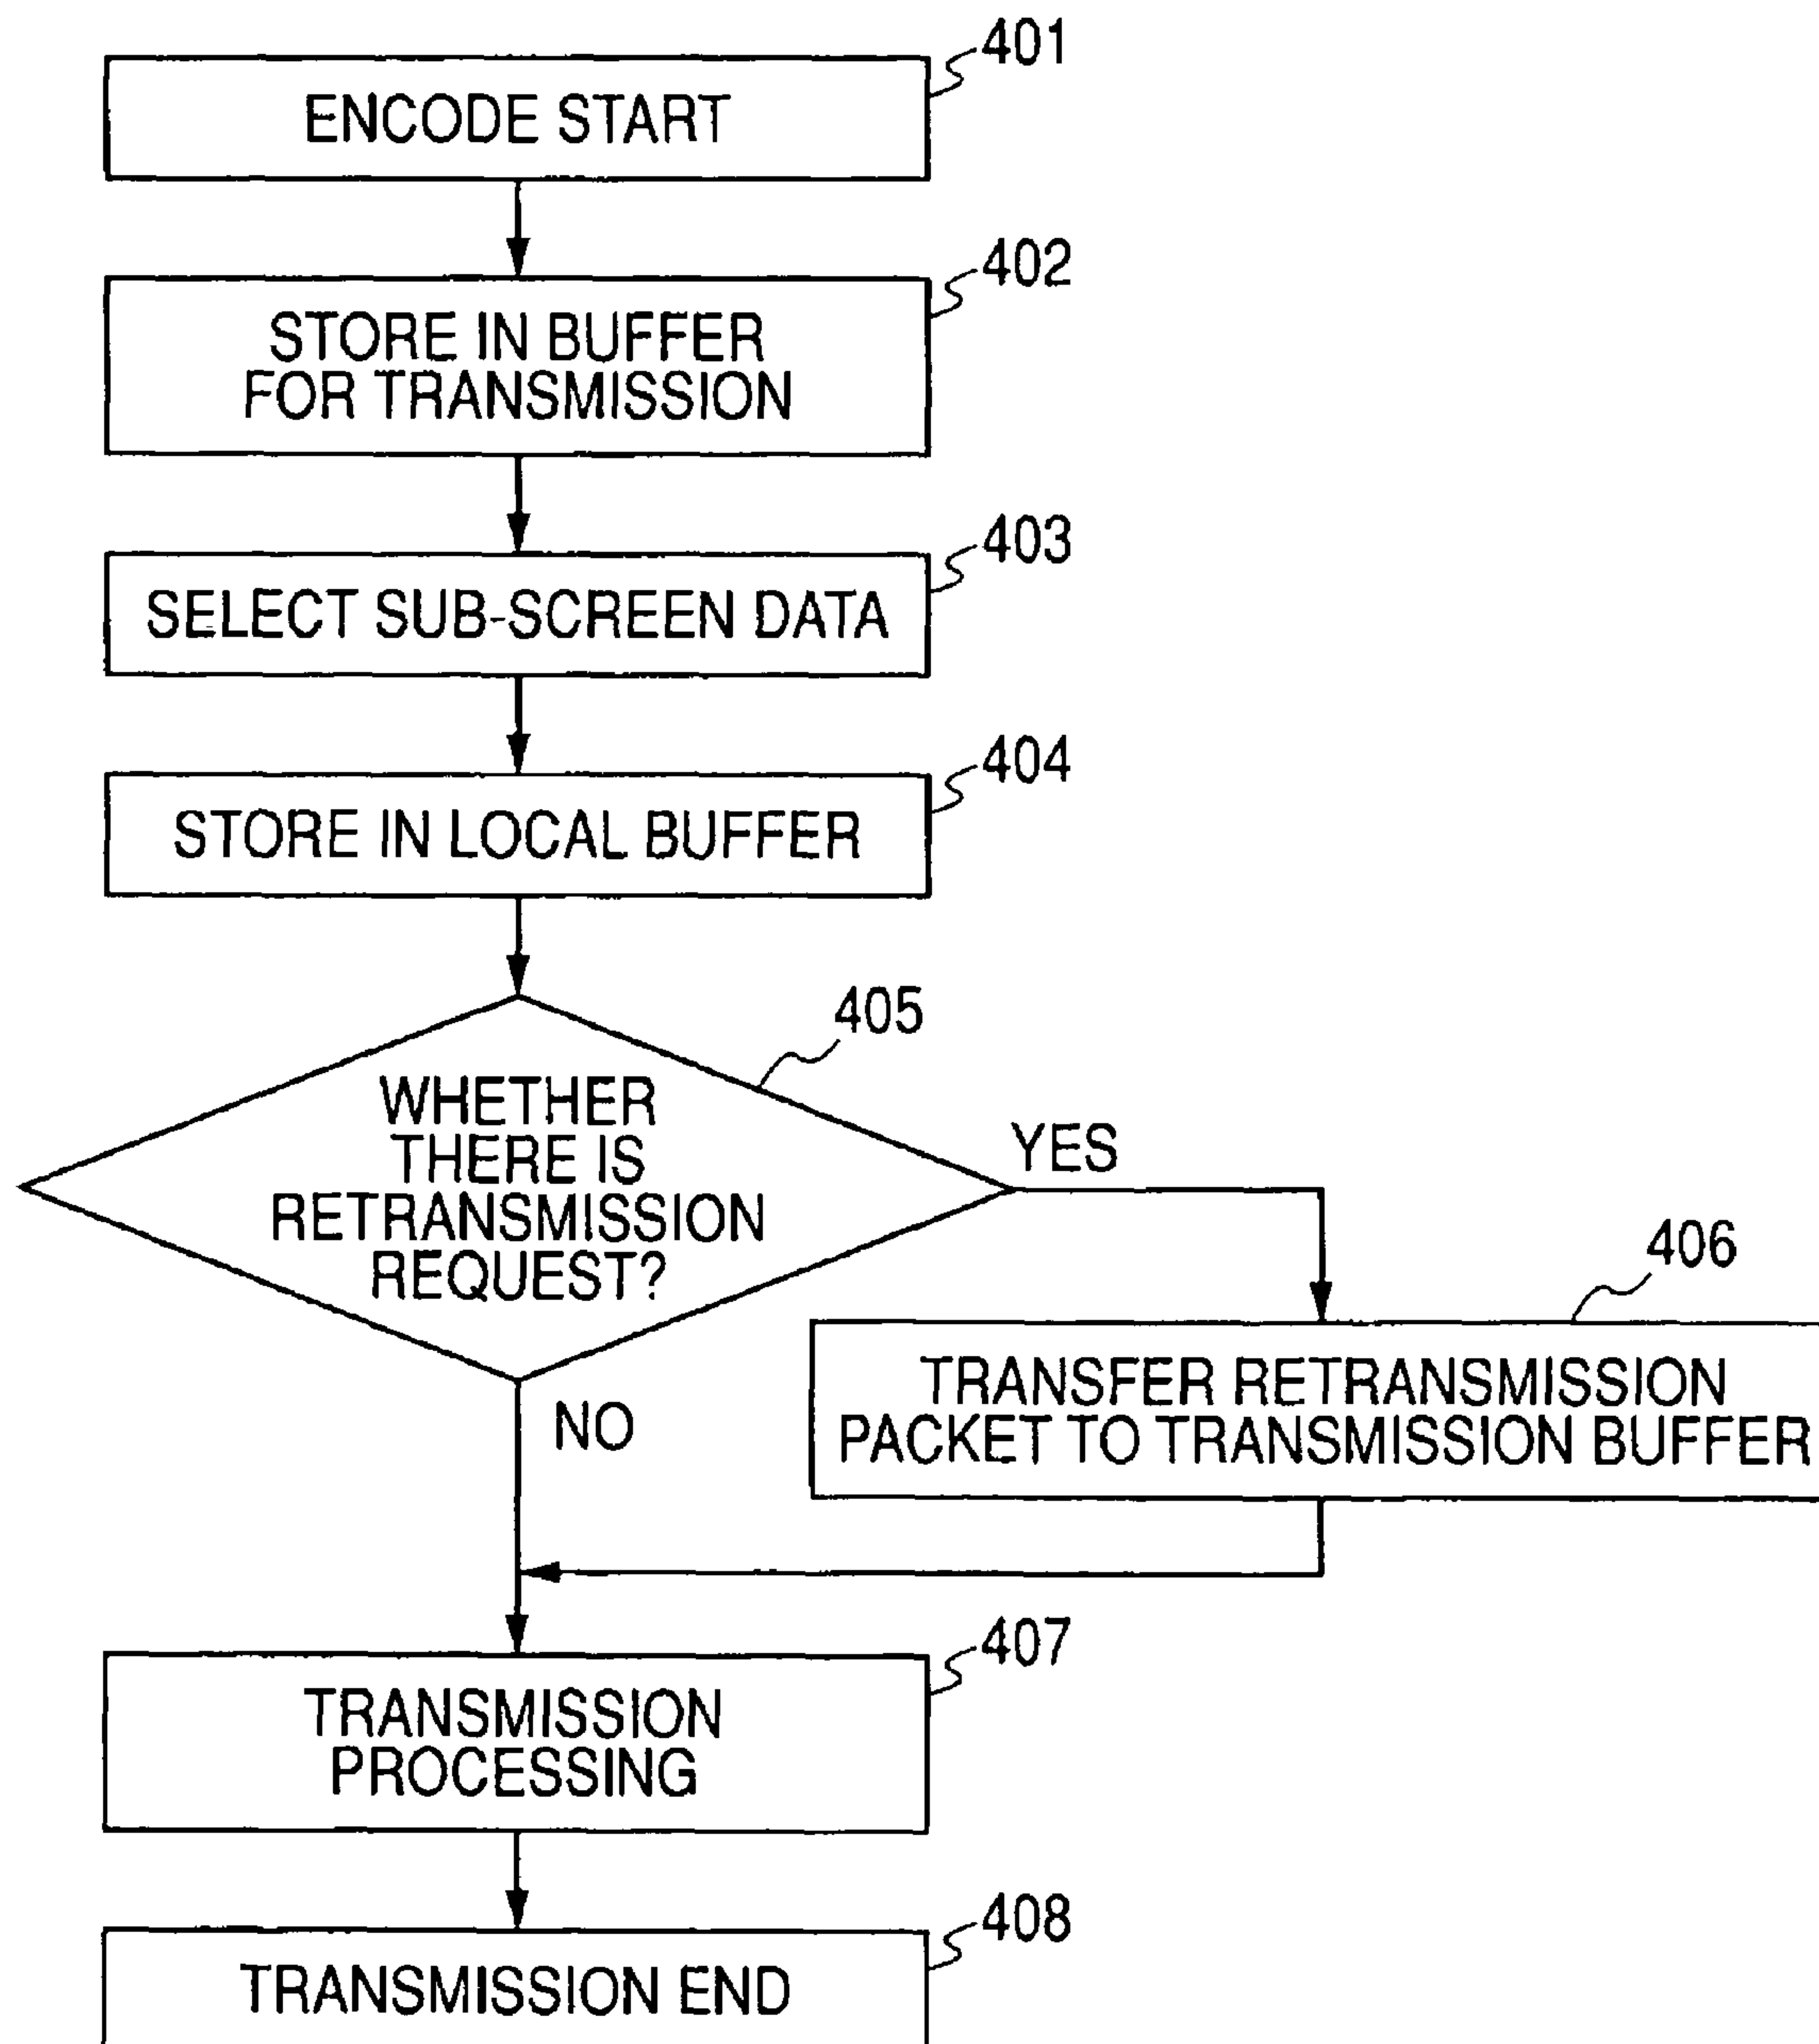 401
ENCODE START
402
STORE IN BUFFER
FOR TRANSMISSION
403
SELECT SUB-SCREEN DATA
404
STORE IN LOCAL BUFFER
405
WHETHER
THERE IS
RETRANSMISSION
REQUEST?
YES
NO
406
TRANSFER RETRANSMISSION
PACKET TO TRANSMISSION BUFFER
407
TRANSMISSION
PROCESSING
408
TRANSMISSION END